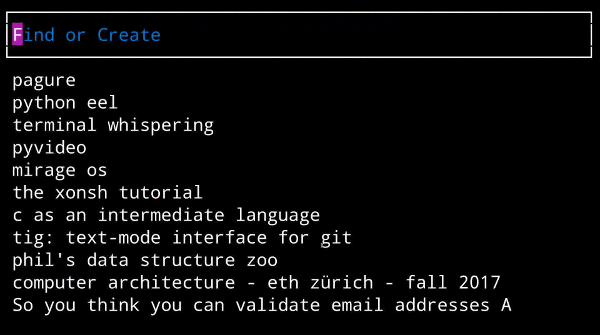 Find or Create
pagure
python eel
terminal whispering
pyvideo
mirage os
the xonsh tutorial
c as an intermediate language
tig: text-mode interface for git
phil's data structure zoo
computer architecture - eth zürich - fall 2017
So you think you can validate email addresses A